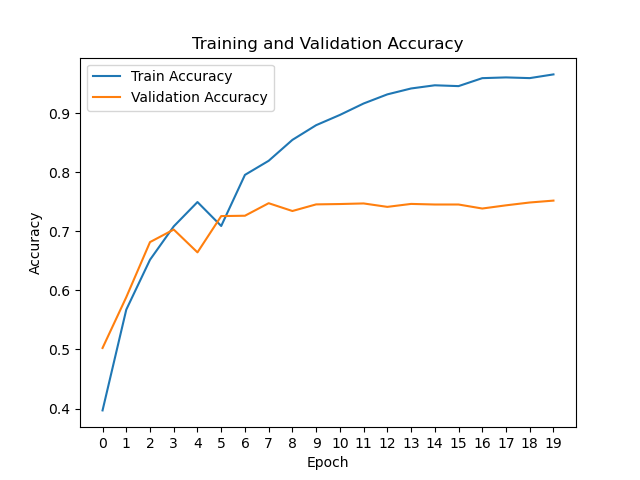 Training and Validation Accuracy
Train Accuracy
Validation Accuracy
Accuracy
0.9
0.8
0.7
0.6
0.5
0.4
0 1 2 3 4 5 6 7 8 9 10 11 12 13 14 15 16 17 18 19
Epoch